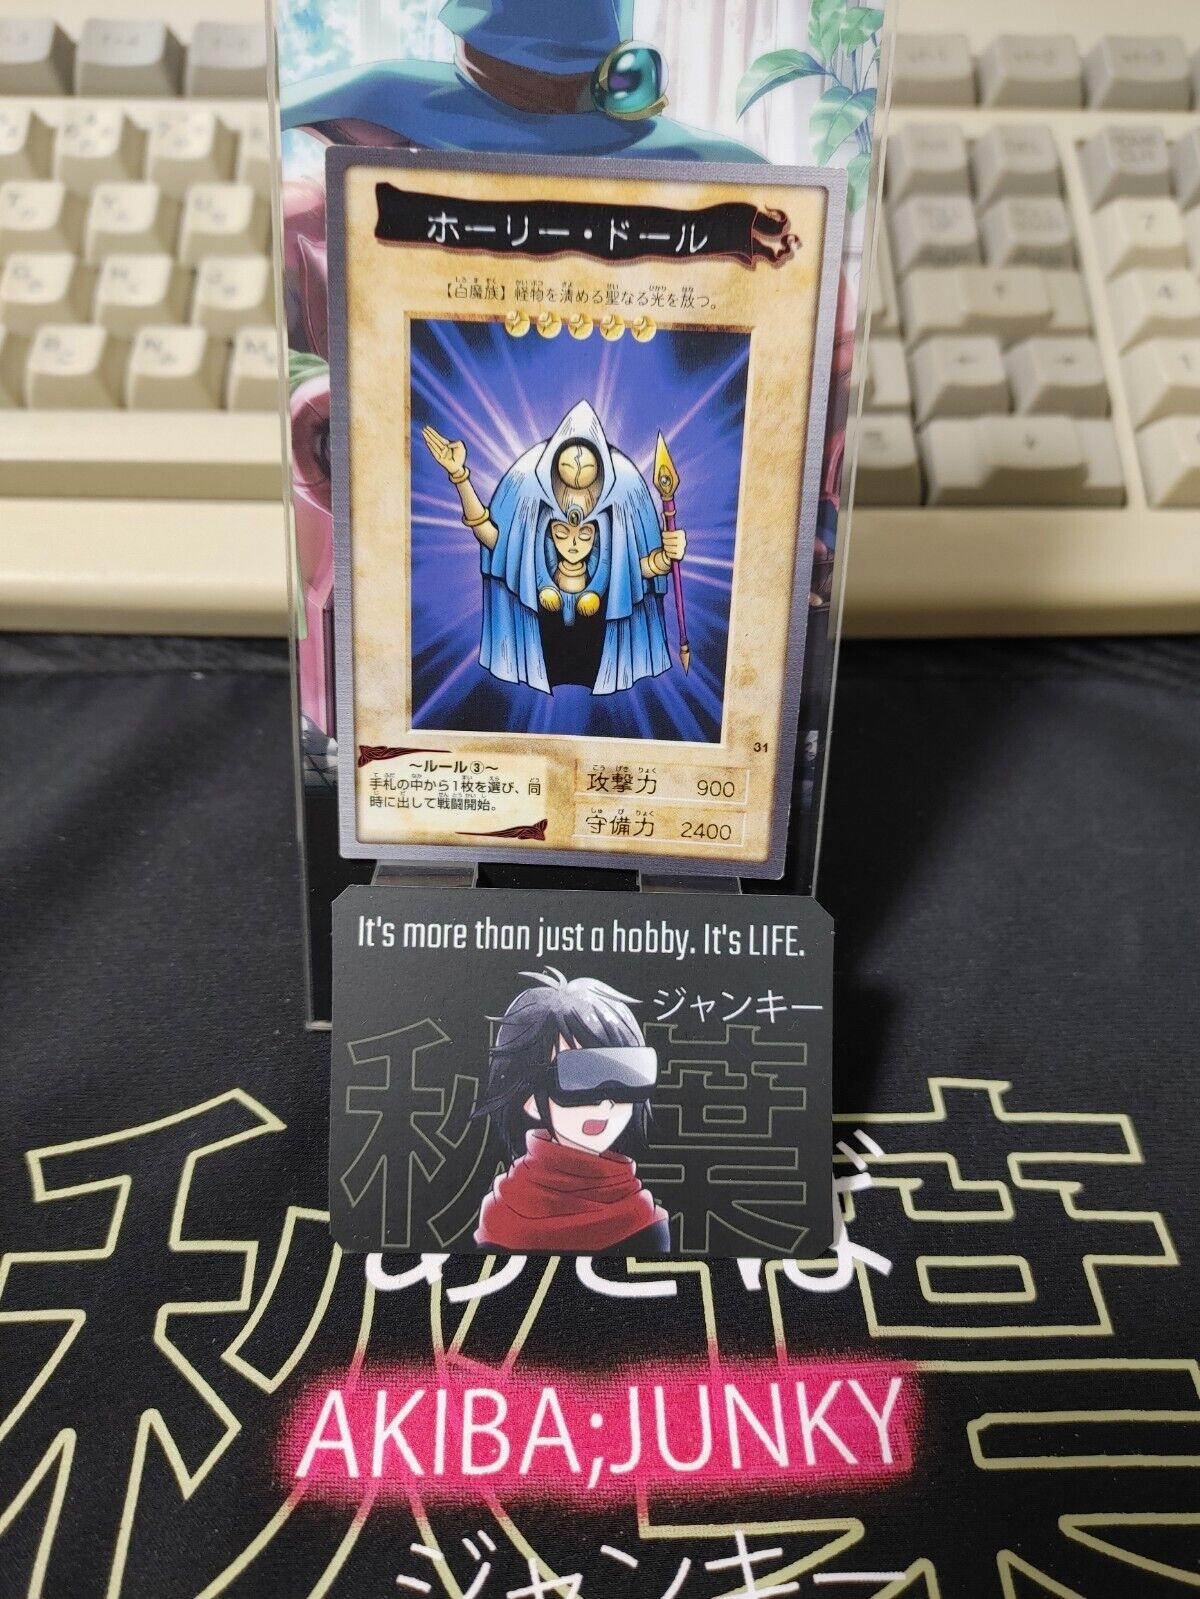 ホーリー・ドール
【白魔族】怪物を清める聖なる光を放つ。
31
～ルール③～
手札の中から1枚を選び、同
時に出して戦闘開始。
攻撃力 900
守備力 2400
It's more than just a hobby. It's LIFE.
ジャンキー
秋葉
AKIBA;JUNKY
ジャンキー